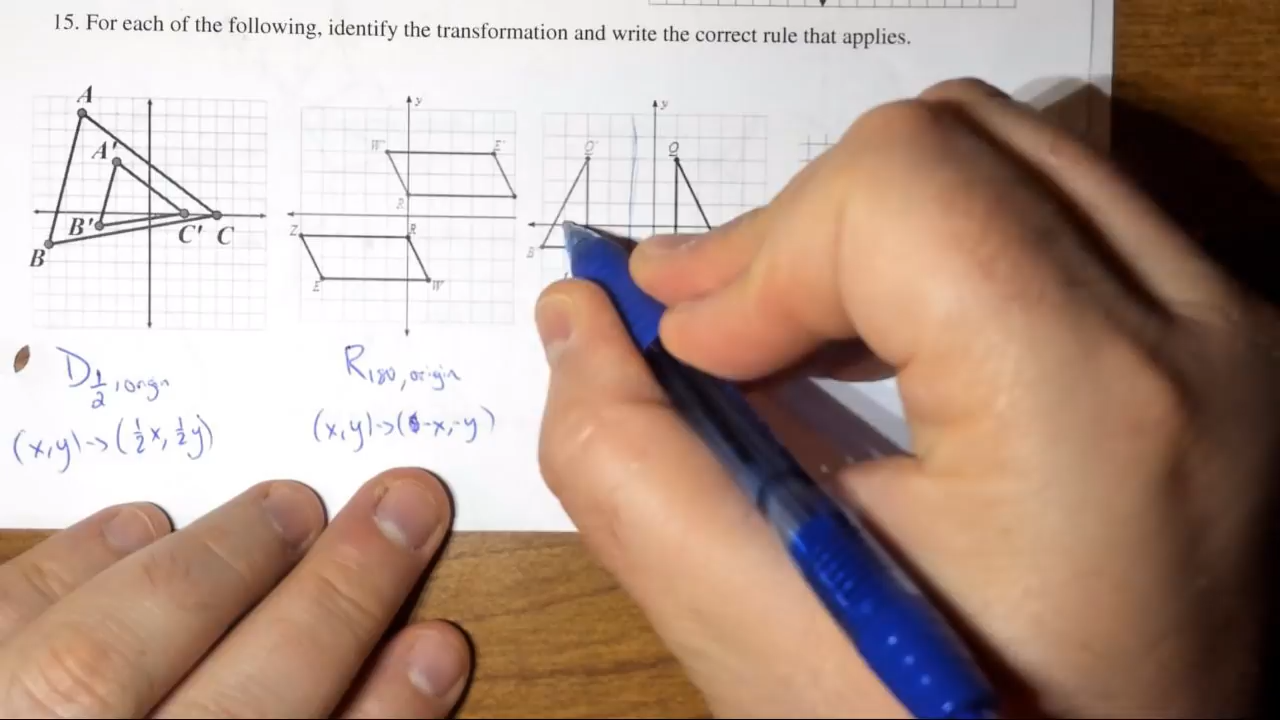 15. For each of the following, identify the transformation and write the correct rule that applies.
A
A'
B'
B
C' C
y
W'
E'
R'
Z
R
E
W
y
Q'
Q
B'
D 1/2, origin
(x,y)->(1/2x, 1/2y)
R180, origin
(x,y)->(-x,-y)